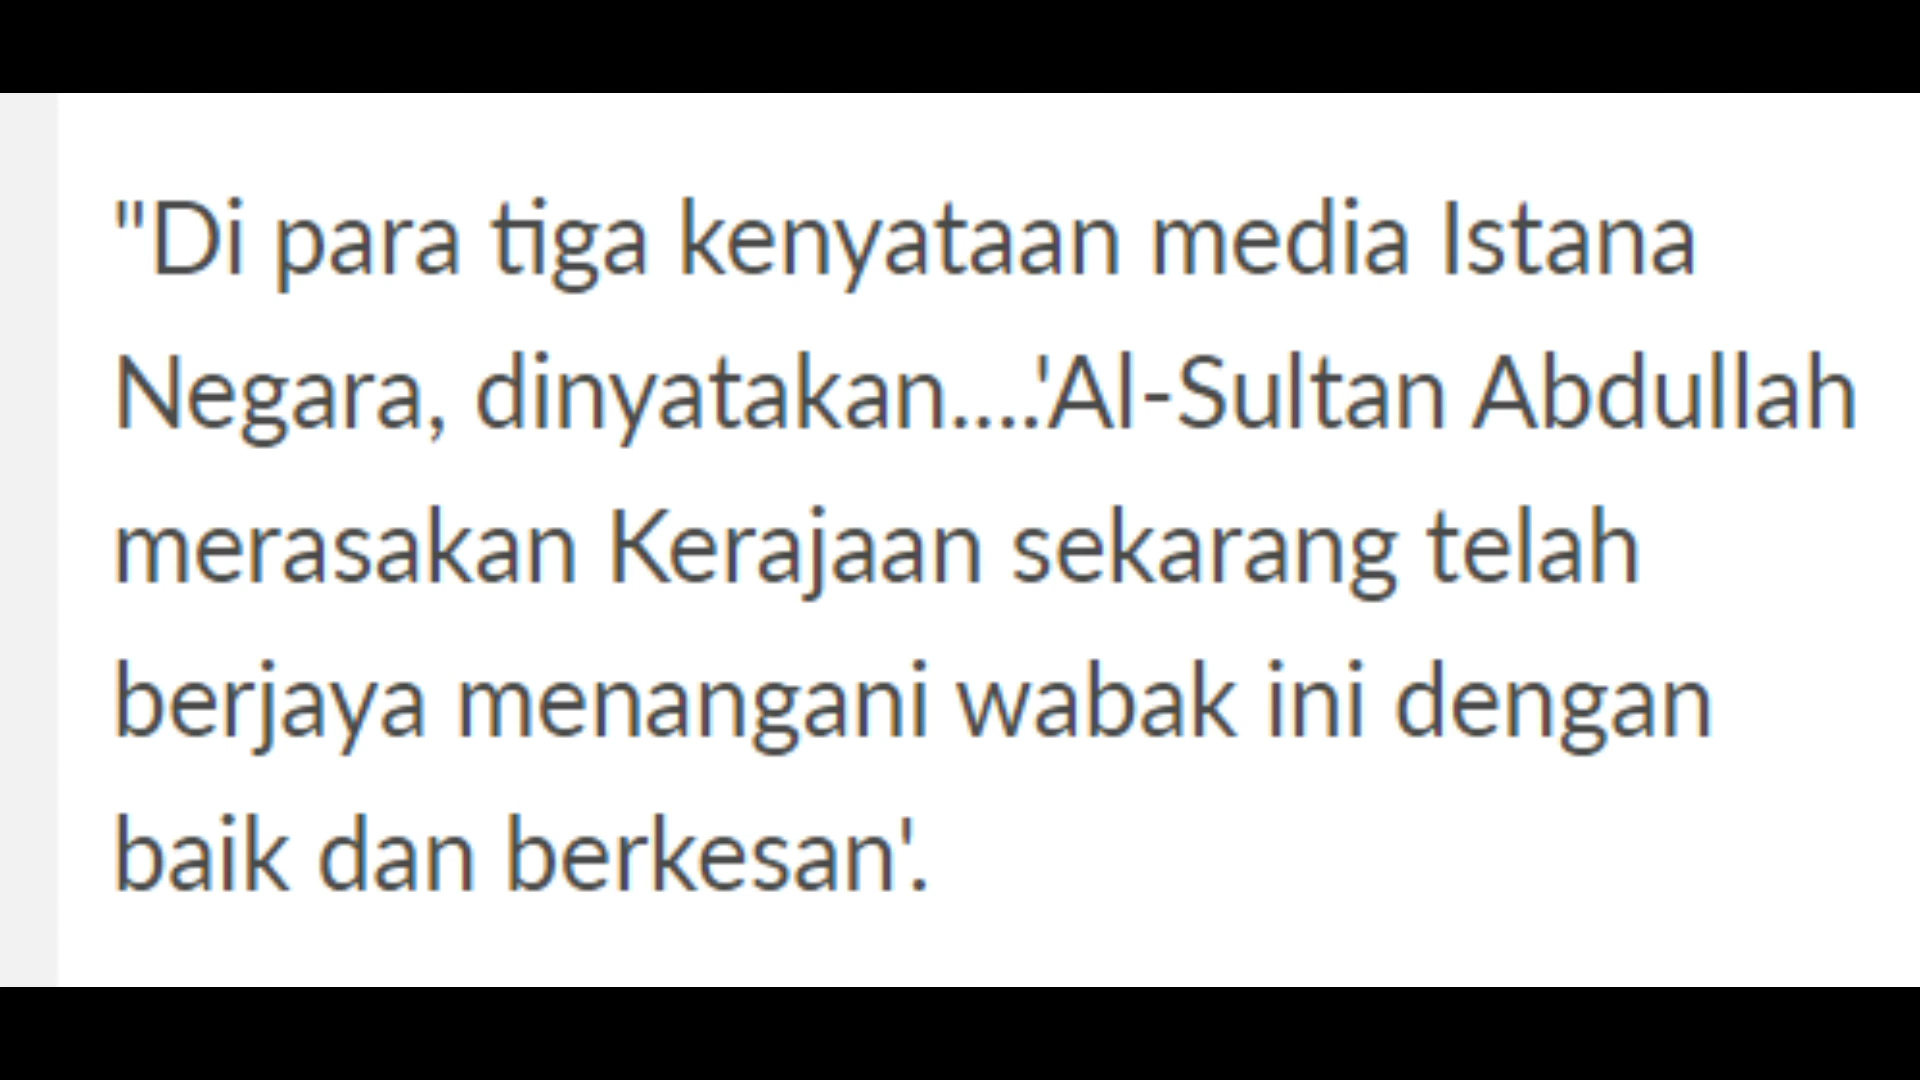 "Di para tiga kenyataan media Istana
Negara, dinyatakan....'Al-Sultan Abdullah
merasakan Kerajaan sekarang telah
berjaya menangani wabak ini dengan
baik dan berkesan'.